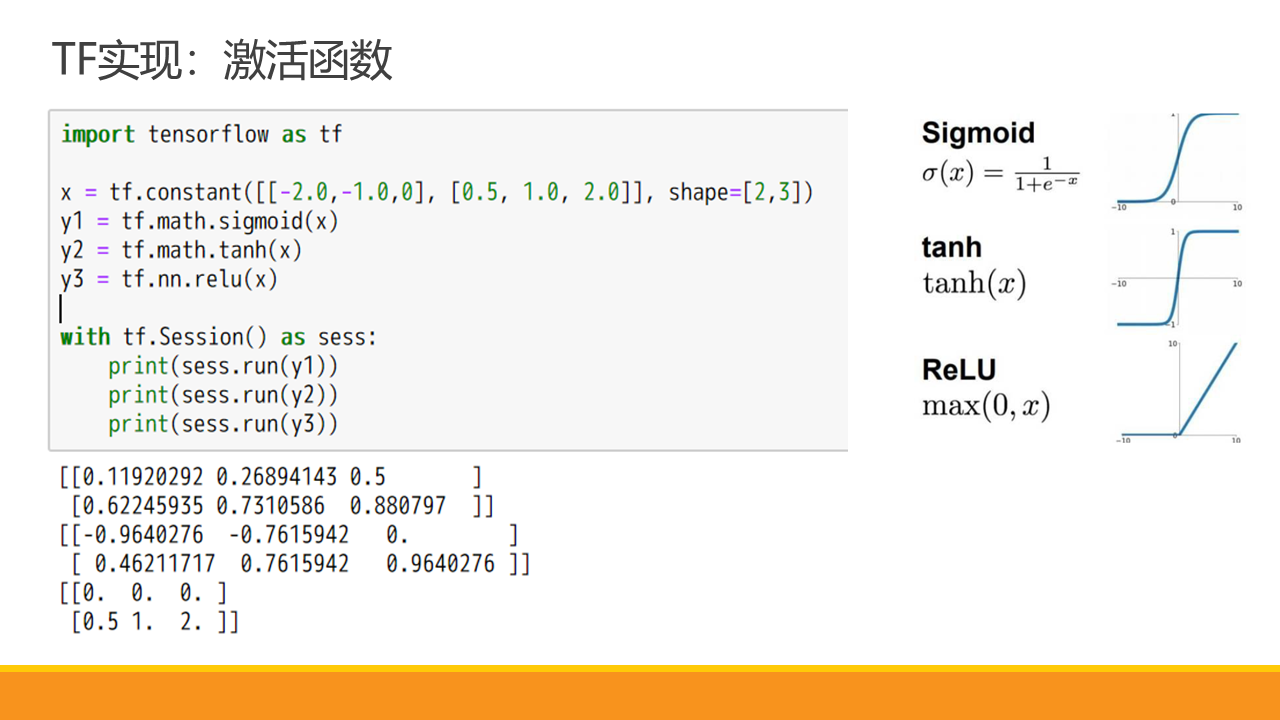 TF实现：激活函数
import tensorflow as tf
x = tf.constant([[-2.0,-1.0,0], [0.5, 1.0, 2.0]], shape=[2,3])
y1 = tf.math.sigmoid(x)
y2 = tf.math.tanh(x)
y3 = tf.nn.relu(x)
with tf.Session() as sess:
    print(sess.run(y1))
    print(sess.run(y2))
    print(sess.run(y3))
[[0.11920292 0.26894143 0.5       ]
 [0.62245935 0.7310586  0.880797  ]]
[[-0.9640276  -0.7615942   0.        ]
 [ 0.46211717  0.7615942   0.9640276 ]]
[[0.  0.  0. ]
 [0.5 1.  2. ]]
Sigmoid
σ(x) = 1/(1+e^{-x})
-10 0 10
tanh
tanh(x)
1
-10 10
-1
ReLU
max(0, x)
10
-10 0 10